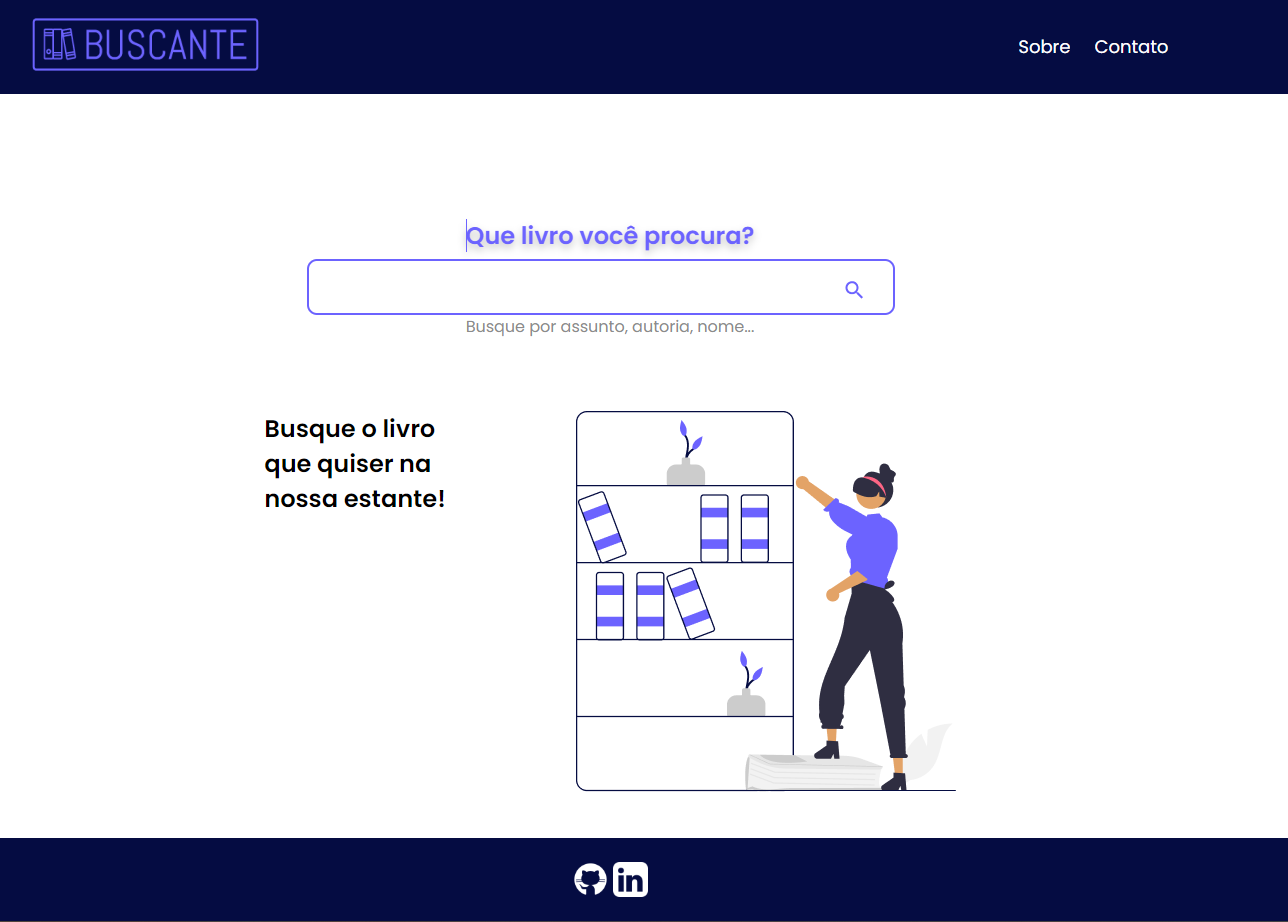 BUSCANTE
Sobre Contato
Que livro você procura?
Busque por assunto, autoria, nome...
Busque o livro
que quiser na
nossa estante!
in